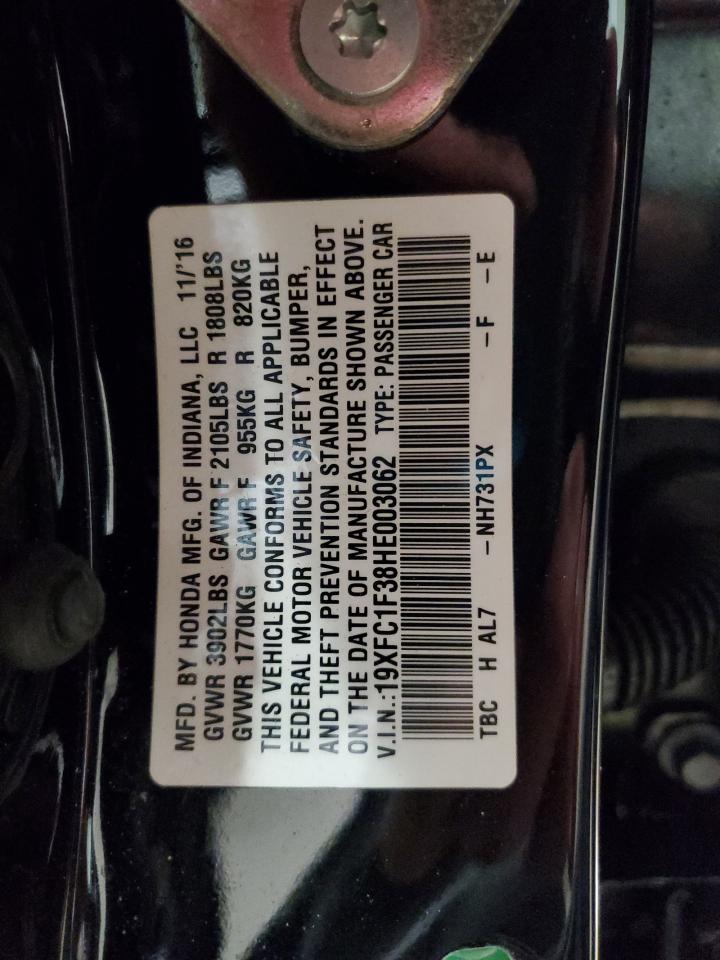 MFD. BY HONDA MFG. OF INDIANA, LLC 11/'16
GVWR 3902LBS GAWR F 2105LBS R 1808LBS
GVWR 1770KG GAWR F 955KG R 820KG
THIS VEHICLE CONFORMS TO ALL APPLICABLE
FEDERAL MOTOR VEHICLE SAFETY, BUMPER,
AND THEFT PREVENTION STANDARDS IN EFFECT
ON THE DATE OF MANUFACTURE SHOWN ABOVE.
V.I.N.:19XFC1F38HE003062 TYPE: PASSENGER CAR
TBC H AL7 -NH731PX -F -E